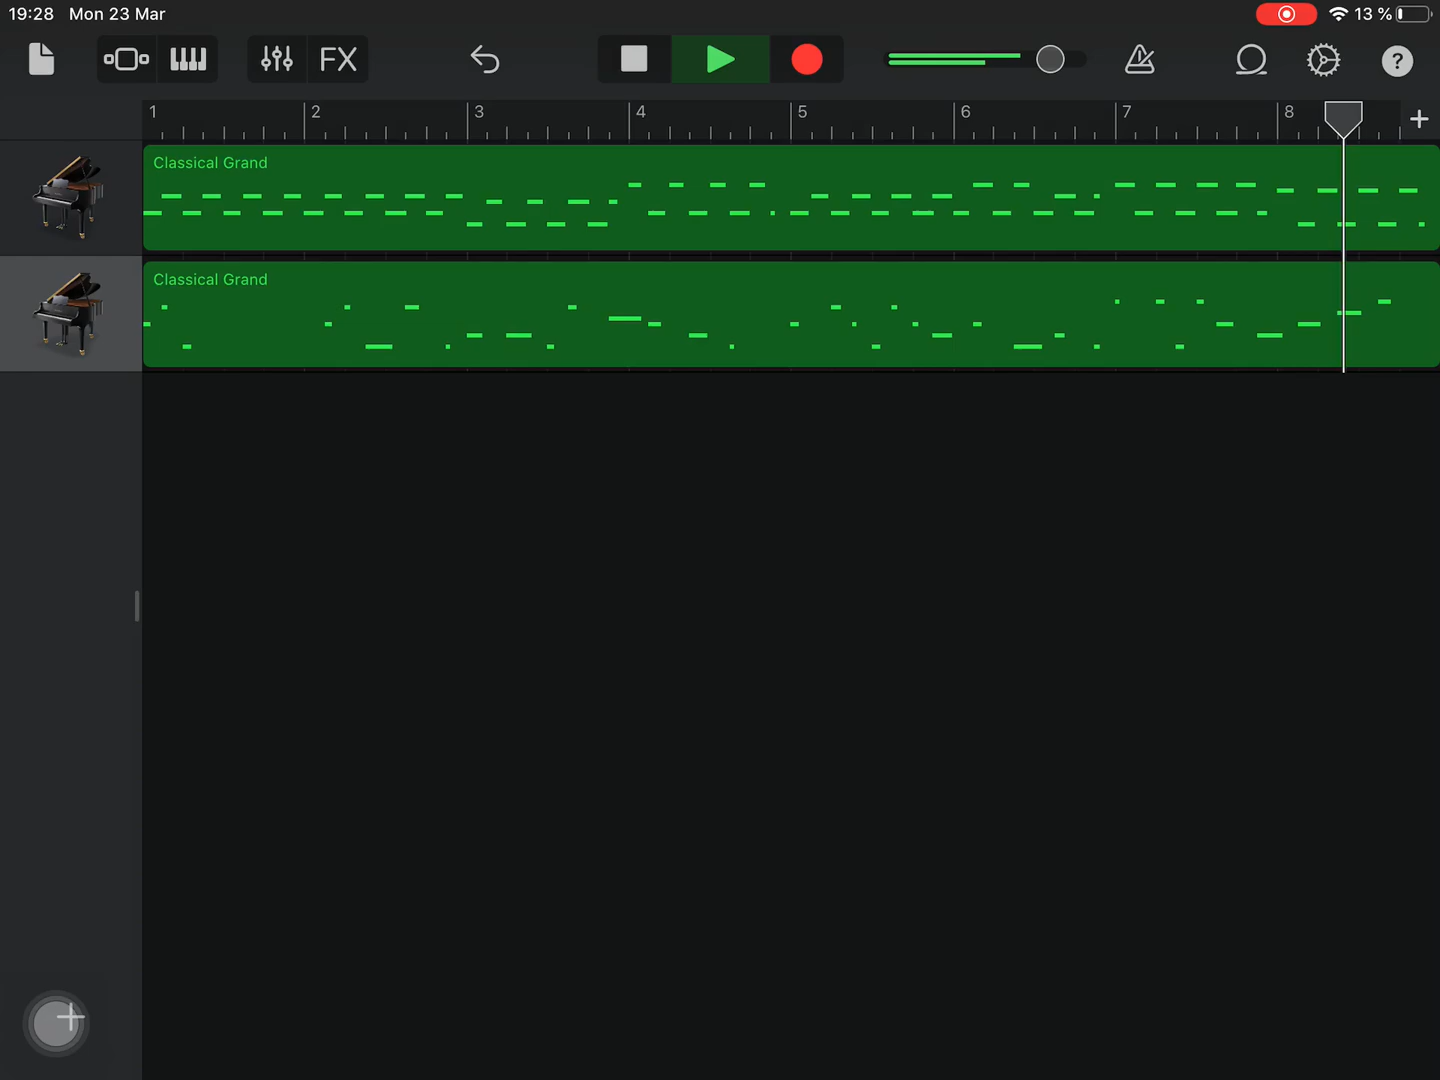 19:28 Mon 23 Mar 13 %
FX ?
1 2 3 4 5 6 7 8 +
Classical Grand
Classical Grand